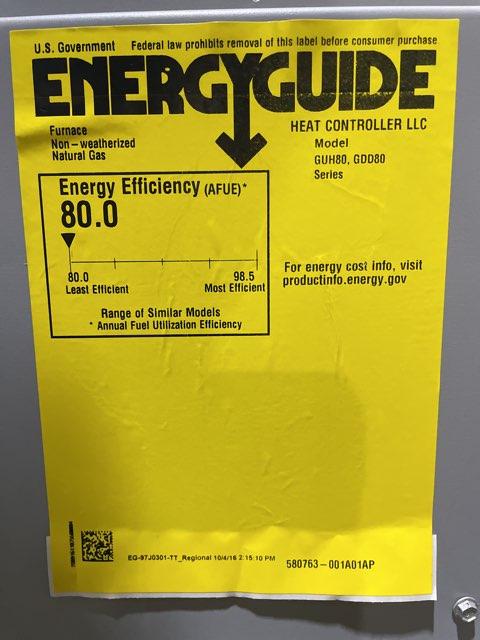 U.S. Government Federal law prohibits removal of this label before consumer purchase
ENERGYGUIDE
Furnace
Non-weatherized
Natural Gas
HEAT CONTROLLER LLC
Model
GUH80, GDD80
Series
Energy Efficiency (AFUE)*
80.0
80.0 98.5
Least Efficient Most Efficient
Range of Similar Models
* Annual Fuel Utilization Efficiency
For energy cost info, visit
productinfo.energy.gov
EG-97J0301-TT_Regional 10/4/16 2:15:10 PM 580763-001A01AP